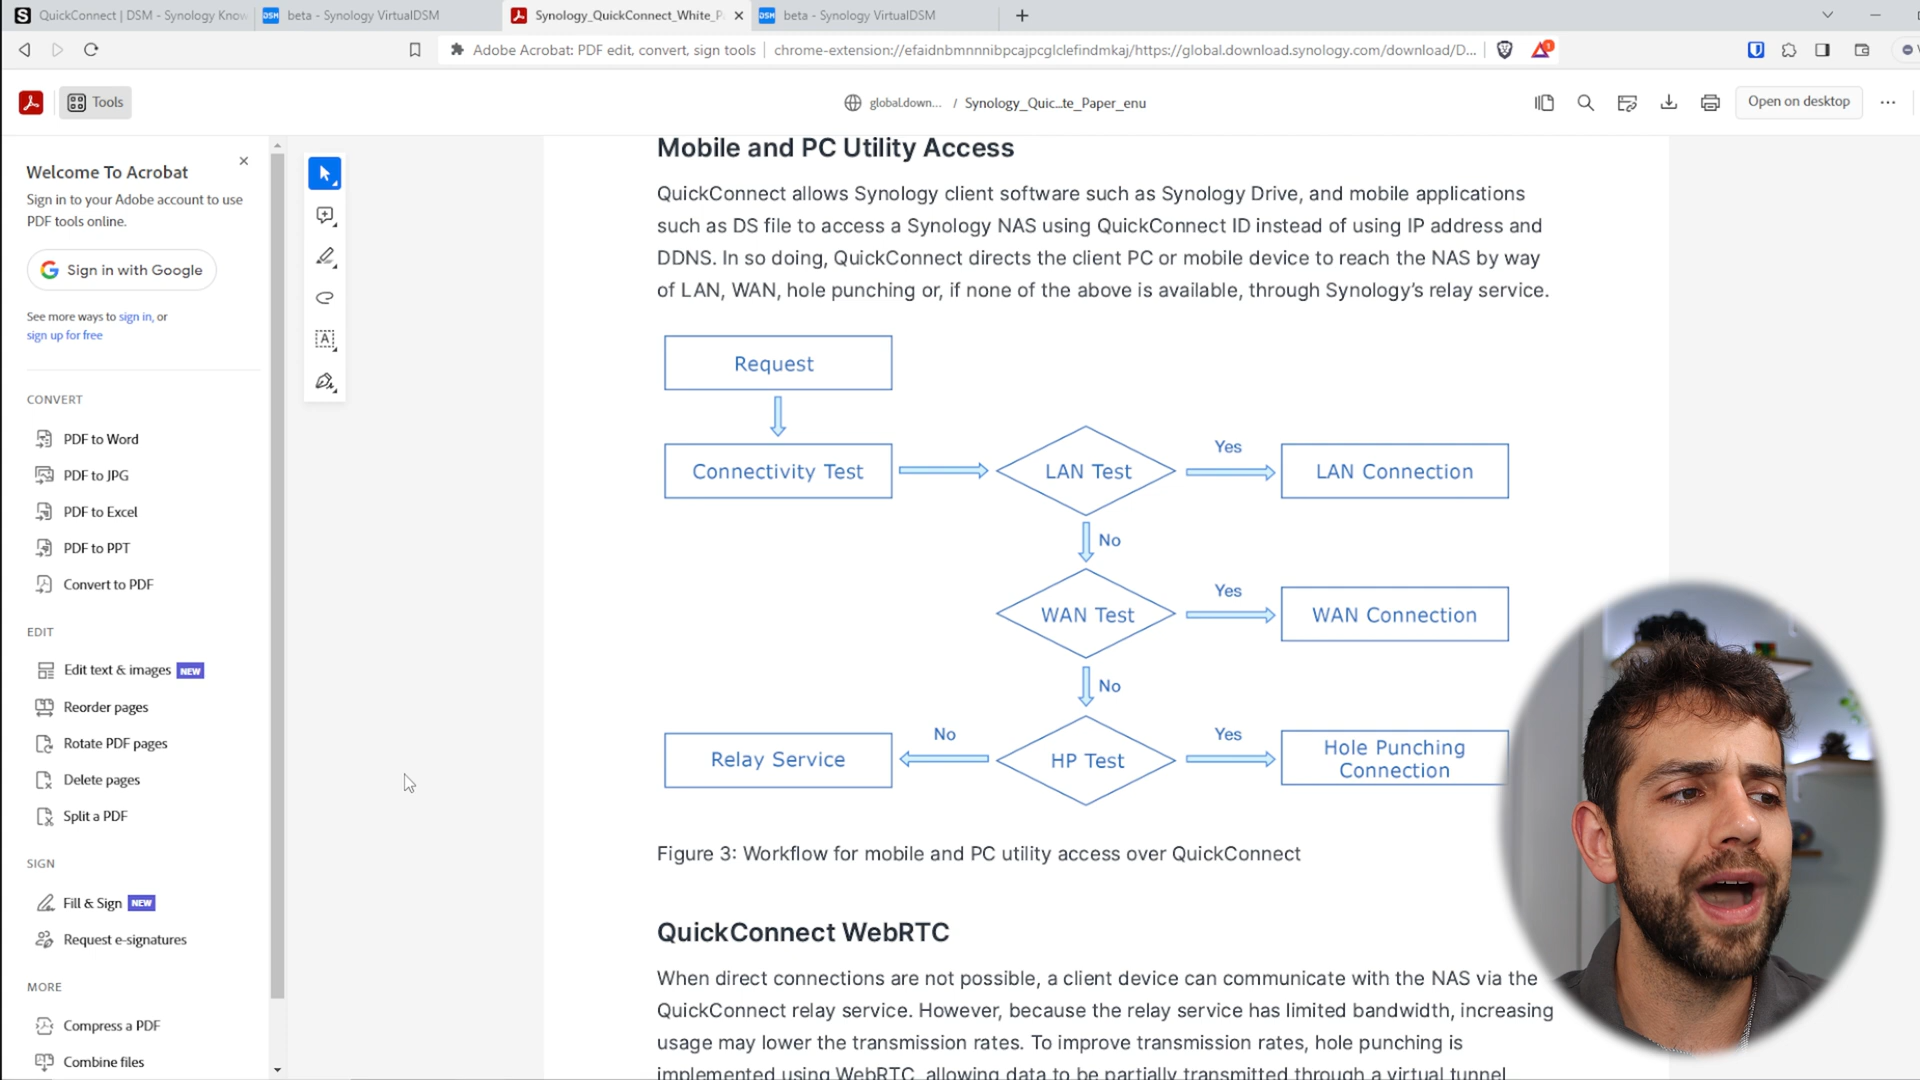 QuickConnect | DSM - Synology Know
beta - Synology VirtualDSM
Synology_QuickConnect_White_P
beta - Synology VirtualDSM
Adobe Acrobat: PDF edit, convert, sign tools
chrome-extension://efaidnbmnnnibpcajpcglclefindmkaj/https://global.download.synology.com/download/D...
Tools
global.down... / Synology_Quic...te_Paper_enu
Open on desktop
Welcome To Acrobat
Sign in to your Adobe account to use
PDF tools online.
Sign in with Google
See more ways to sign in, or
sign up for free
CONVERT
PDF to Word
PDF to JPG
PDF to Excel
PDF to PPT
Convert to PDF
EDIT
Edit text & images NEW
Reorder pages
Rotate PDF pages
Delete pages
Split a PDF
SIGN
Fill & Sign NEW
Request e-signatures
MORE
Compress a PDF
Combine files
Mobile and PC Utility Access
QuickConnect allows Synology client software such as Synology Drive, and mobile applications
such as DS file to access a Synology NAS using QuickConnect ID instead of using IP address and
DDNS. In so doing, QuickConnect directs the client PC or mobile device to reach the NAS by way
of LAN, WAN, hole punching or, if none of the above is available, through Synology’s relay service.
Request
Connectivity Test
LAN Test
Yes
LAN Connection
No
WAN Test
Yes
WAN Connection
No
Relay Service
No
HP Test
Yes
Hole Punching
Connection
Figure 3: Workflow for mobile and PC utility access over QuickConnect
QuickConnect WebRTC
When direct connections are not possible, a client device can communicate with the NAS via the
QuickConnect relay service. However, because the relay service has limited bandwidth, increasing
usage may lower the transmission rates. To improve transmission rates, hole punching is
implemented using WebRTC, allowing data to be partially transmitted through a virtual tunnel